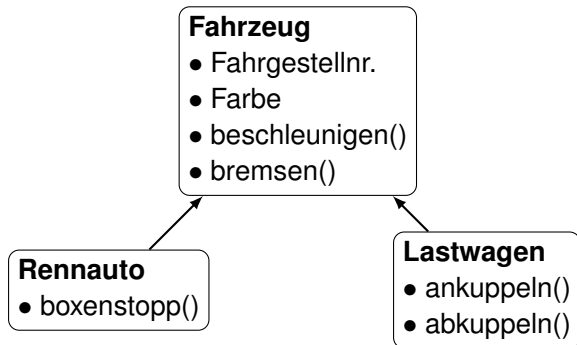 Fahrzeug
• Fahrgestellnr.
• Farbe
• beschleunigen()
• bremsen()
Rennauto
• boxenstopp()
Lastwagen
• ankuppeln()
• abkuppeln()